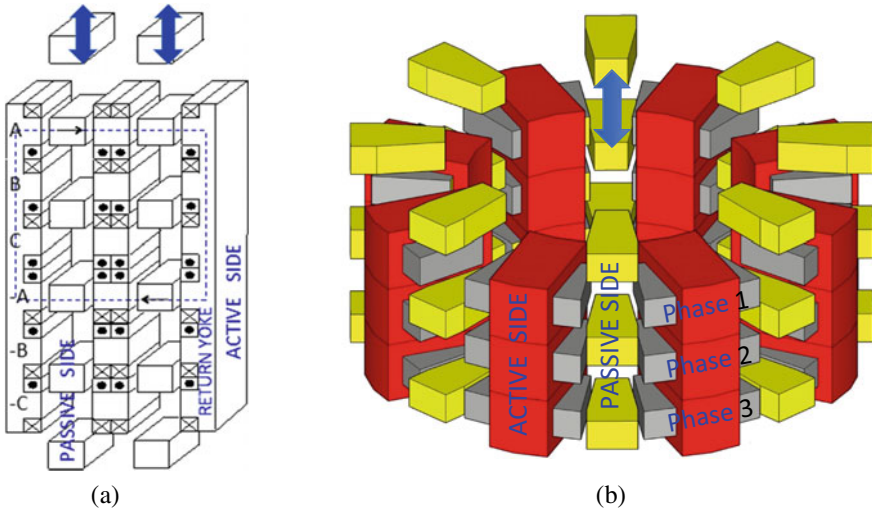 A
B
C
-A
-B
-C
PASSIVE SIDE
RETURN YOKE
ACTIVE SIDE
(a)
ACTIVE SIDE
PASSIVE SIDE
Phase 1
Phase 2
Phase 3
(b)